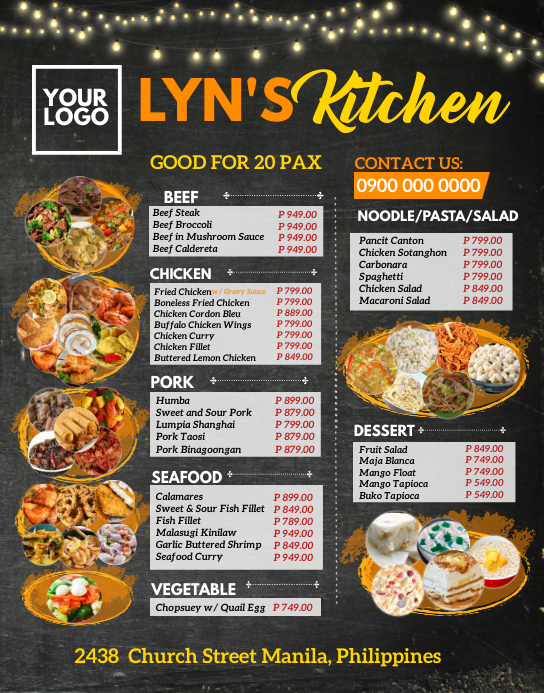 YOUR
LOGO
LYN'S Kitchen
GOOD FOR 20 PAX
BEEF
Beef Steak P 949.00
Beef Broccoli P 949.00
Beef in Mushroom Sauce P 949.00
Beef Caldereta P 949.00
CHICKEN
Fried Chicken w/ Gravy Sauce P 799.00
Boneless Fried Chicken P 799.00
Chicken Cordon Bleu P 889.00
Buffalo Chicken Wings P 799.00
Chicken Curry P 799.00
Chicken Fillet P 799.00
Buttered Lemon Chicken P 849.00
PORK
Humba P 899.00
Sweet and Sour Pork P 879.00
Lumpia Shanghai P 799.00
Pork Taosi P 879.00
Pork Binagoongan P 879.00
SEAFOOD
Calamares P 899.00
Sweet & Sour Fish Fillet P 849.00
Fish Fillet P 789.00
Malasugi Kinilaw P 949.00
Garlic Buttered Shrimp P 849.00
Seafood Curry P 949.00
VEGETABLE
Chopsuey w/ Quail Egg P 749.00
CONTACT US:
0900 000 0000
NOODLE/PASTA/SALAD
Pancit Canton P 799.00
Chicken Sotanghon P 799.00
Carbonara P 799.00
Spaghetti P 799.00
Chicken Salad P 849.00
Macaroni Salad P 849.00
DESSERT
Fruit Salad P 849.00
Maja Blanca P 749.00
Mango Float P 749.00
Mango Tapioca P 549.00
Buko Tapioca P 549.00
2438 Church Street Manila, Philippines